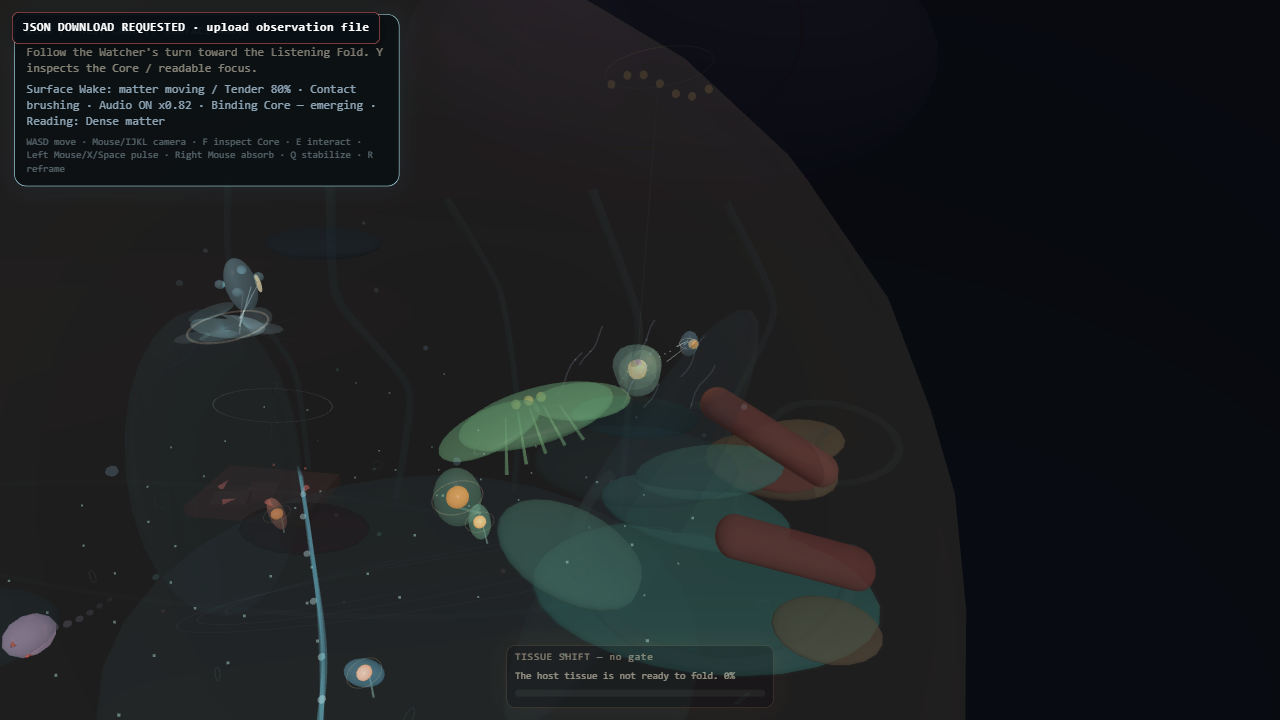 JSON DOWNLOAD REQUESTED · upload observation file
Follow the Watcher's turn toward the Listening Fold. Y
inspects the Core / readable focus.
Surface Wake: matter moving / Tender 80% · Contact
brushing · Audio ON x0.82 · Binding Core — emerging ·
Reading: Dense matter
WASD move · Mouse/IJKL camera · F inspect Core · E interact ·
Left Mouse/X/Space pulse · Right Mouse absorb · Q stabilize · R
reframe
TISSUE SHIFT — no gate
The host tissue is not ready to fold. 0%